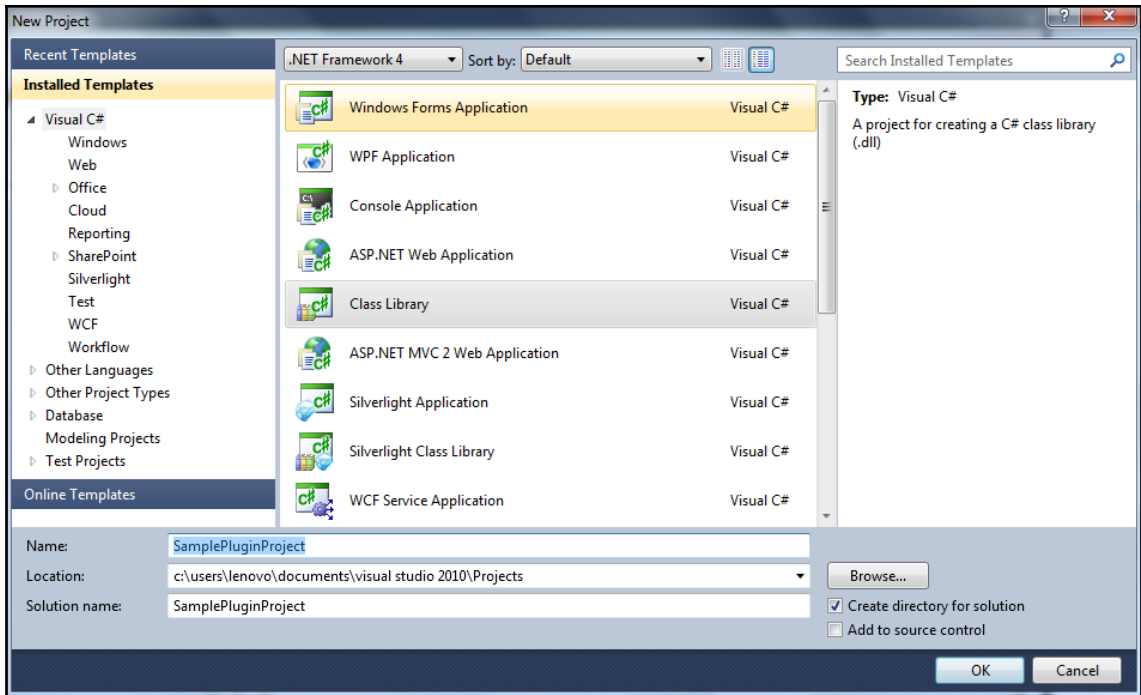 New Project
Recent Templates
Installed Templates
Visual C#
Windows
Web
Office
Cloud
Reporting
SharePoint
Silverlight
Test
WCF
Workflow
Other Languages
Other Project Types
Database
Modeling Projects
Test Projects
Online Templates
.NET Framework 4 Sort by: Default
Windows Forms Application Visual C#
WPF Application Visual C#
Console Application Visual C#
ASP.NET Web Application Visual C#
Class Library Visual C#
ASP.NET MVC 2 Web Application Visual C#
Silverlight Application Visual C#
Silverlight Class Library Visual C#
WCF Service Application Visual C#
Search Installed Templates
Type: Visual C#
A project for creating a C# class library
(.dll)
Name: SamplePluginProject
Location: c:\users\lenovo\documents\visual studio 2010\Projects Browse...
Solution name: SamplePluginProject
Create directory for solution
Add to source control
OK Cancel